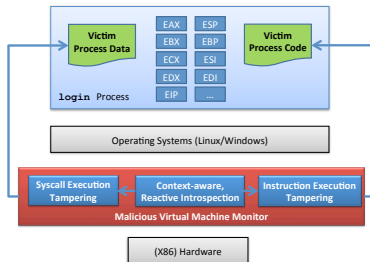 Victim
Process Data
EAX
ESP
EBX
EBP
ECX
ESI
EDX
EDI
EIP
...
Victim
Process Code
login Process
Operating Systems (Linux/Windows)
Syscall Execution
Tampering
Context-aware,
Reactive Introspection
Instruction Execution
Tampering
Malicious Virtual Machine Monitor
(X86) Hardware